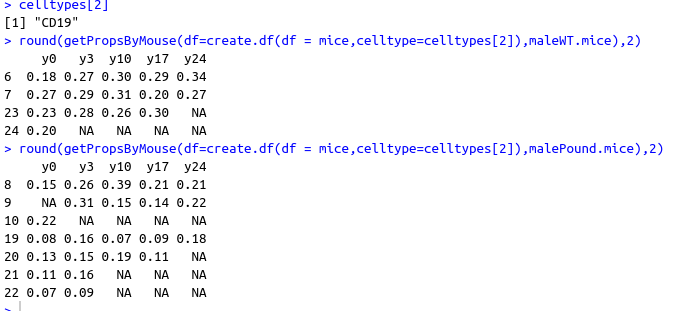 > celltypes[2]
[1] "CD19"
> round(getPropsByMouse(df=create.df(df = mice,celltype=celltypes[2]),maleWT.mice),2)
     y0   y3  y10  y17  y24
6  0.18 0.27 0.30 0.29 0.34
7  0.27 0.29 0.31 0.20 0.27
23 0.23 0.28 0.26 0.30   NA
24 0.20   NA   NA   NA   NA
> round(getPropsByMouse(df=create.df(df = mice,celltype=celltypes[2]),malePound.mice),2)
     y0   y3  y10  y17  y24
8  0.15 0.26 0.39 0.21 0.21
9    NA 0.31 0.15 0.14 0.22
10 0.22   NA   NA   NA   NA
19 0.08 0.16 0.07 0.09 0.18
20 0.13 0.15 0.19 0.11   NA
21 0.11 0.16   NA   NA   NA
22 0.07 0.09   NA   NA   NA
>